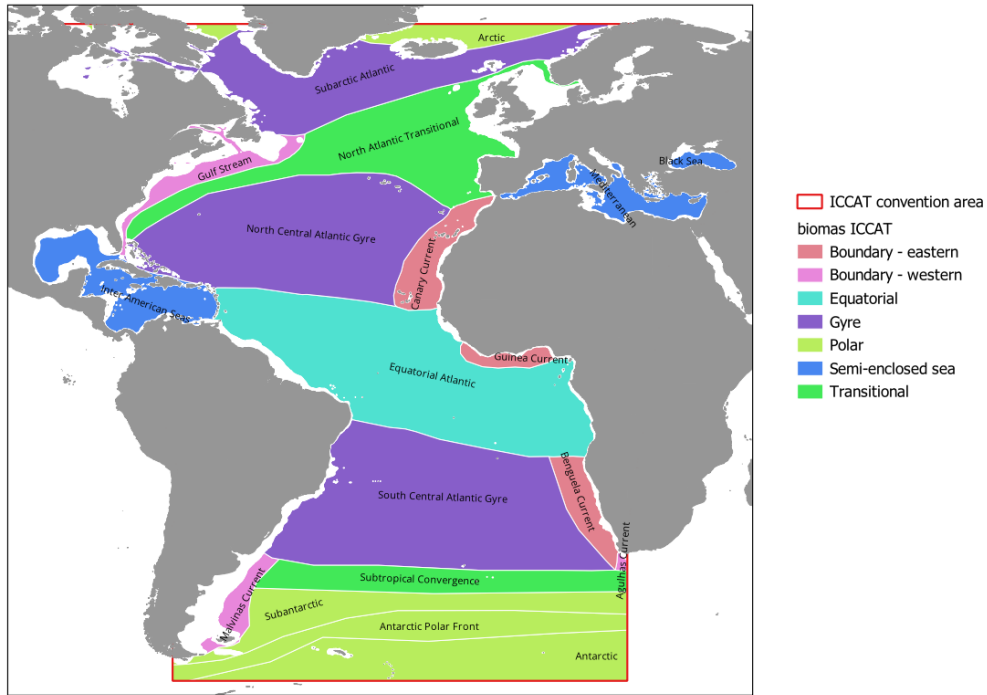 Arctic
Subarctic Atlantic
North Atlantic Transitional
Black Sea
Gulf Stream
Mediterranean
North Central Atlantic Gyre
Canary Current
Inter American Seas
Guinea Current
Equatorial Atlantic
Benguela Current
South Central Atlantic Gyre
Agulhas Current
Subtropical Convergence
Malvinas Current
Subantarctic
Antarctic Polar Front
Antarctic
ICCAT convention area
biomas ICCAT
Boundary - eastern
Boundary - western
Equatorial
Gyre
Polar
Semi-enclosed sea
Transitional